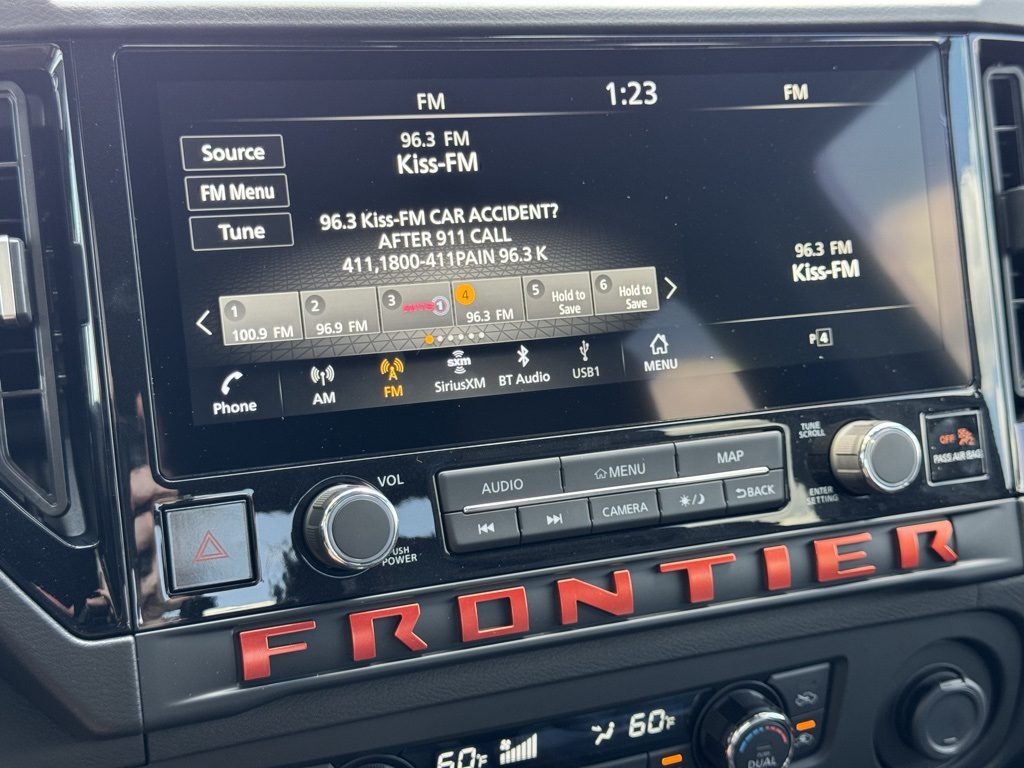 FM 1:23 FM
96.3 FM
Kiss-FM
Source
FM Menu
Tune
96.3 Kiss-FM CAR ACCIDENT?
AFTER 911 CALL
411,1800-411PAIN 96.3 K
96.3 FM
Kiss-FM
1 100.9 FM
2 96.9 FM
3
4 96.3 FM
5 Hold to Save
6 Hold to Save
P 4
Phone
AM
FM
sxm
SiriusXM
BT Audio
USB1
MENU
VOL
PUSH
POWER
AUDIO
MENU
MAP
CAMERA
BACK
TUNE
SCROLL
ENTER
SETTING
OFF
PASS AIR BAG
FRONTIER
60°F
60°F
DUAL